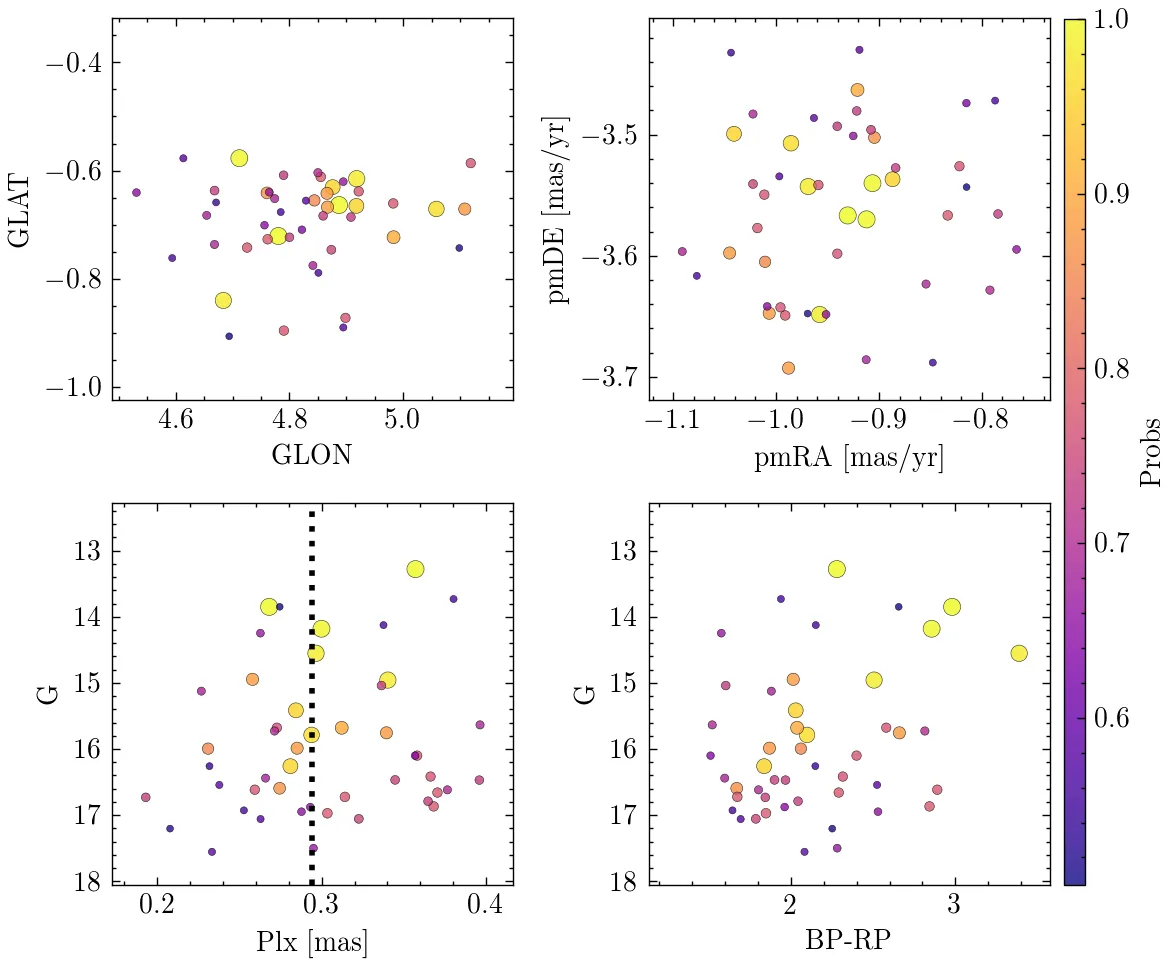 −0.4
−0.6
−0.8
−1.0
GLAT
4.6 4.8 5.0
GLON
−3.5
−3.6
−3.7
pmDE [mas/yr]
−1.1 −1.0 −0.9 −0.8
pmRA [mas/yr]
1.0
0.9
0.8
0.7
0.6
Probs
13
14
15
16
17
18
G
0.2 0.3 0.4
Plx [mas]
13
14
15
16
17
18
G
2 3
BP-RP